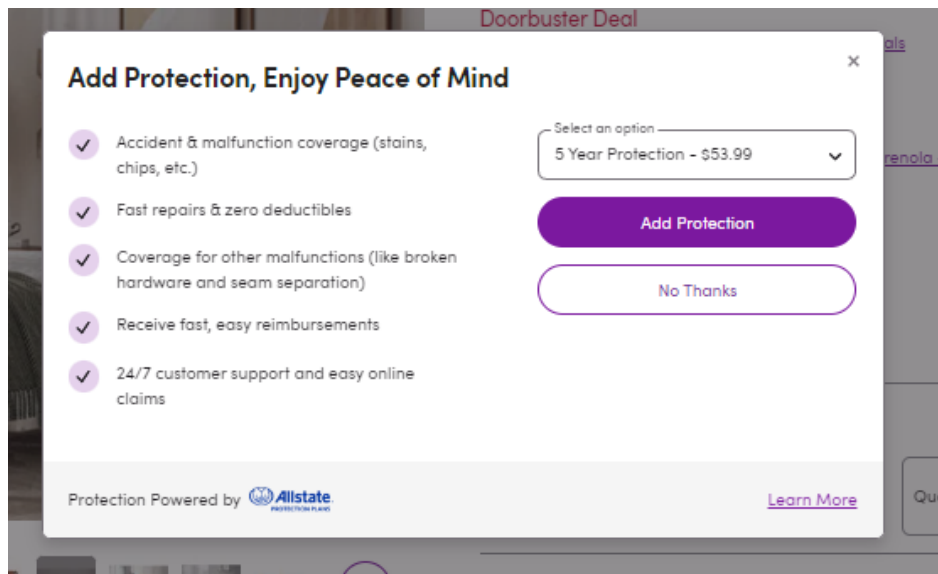 Doorbuster Deal
als
Add Protection, Enjoy Peace of Mind
×
Accident & malfunction coverage (stains,
chips, etc.)
Fast repairs & zero deductibles
Coverage for other malfunctions (like broken
hardware and seam separation)
Receive fast, easy reimbursements
24/7 customer support and easy online
claims
Select an option
5 Year Protection - $53.99
Add Protection
No Thanks
renola
Protection Powered by Allstate.
PROTECTION PLANS
Learn More
Qu